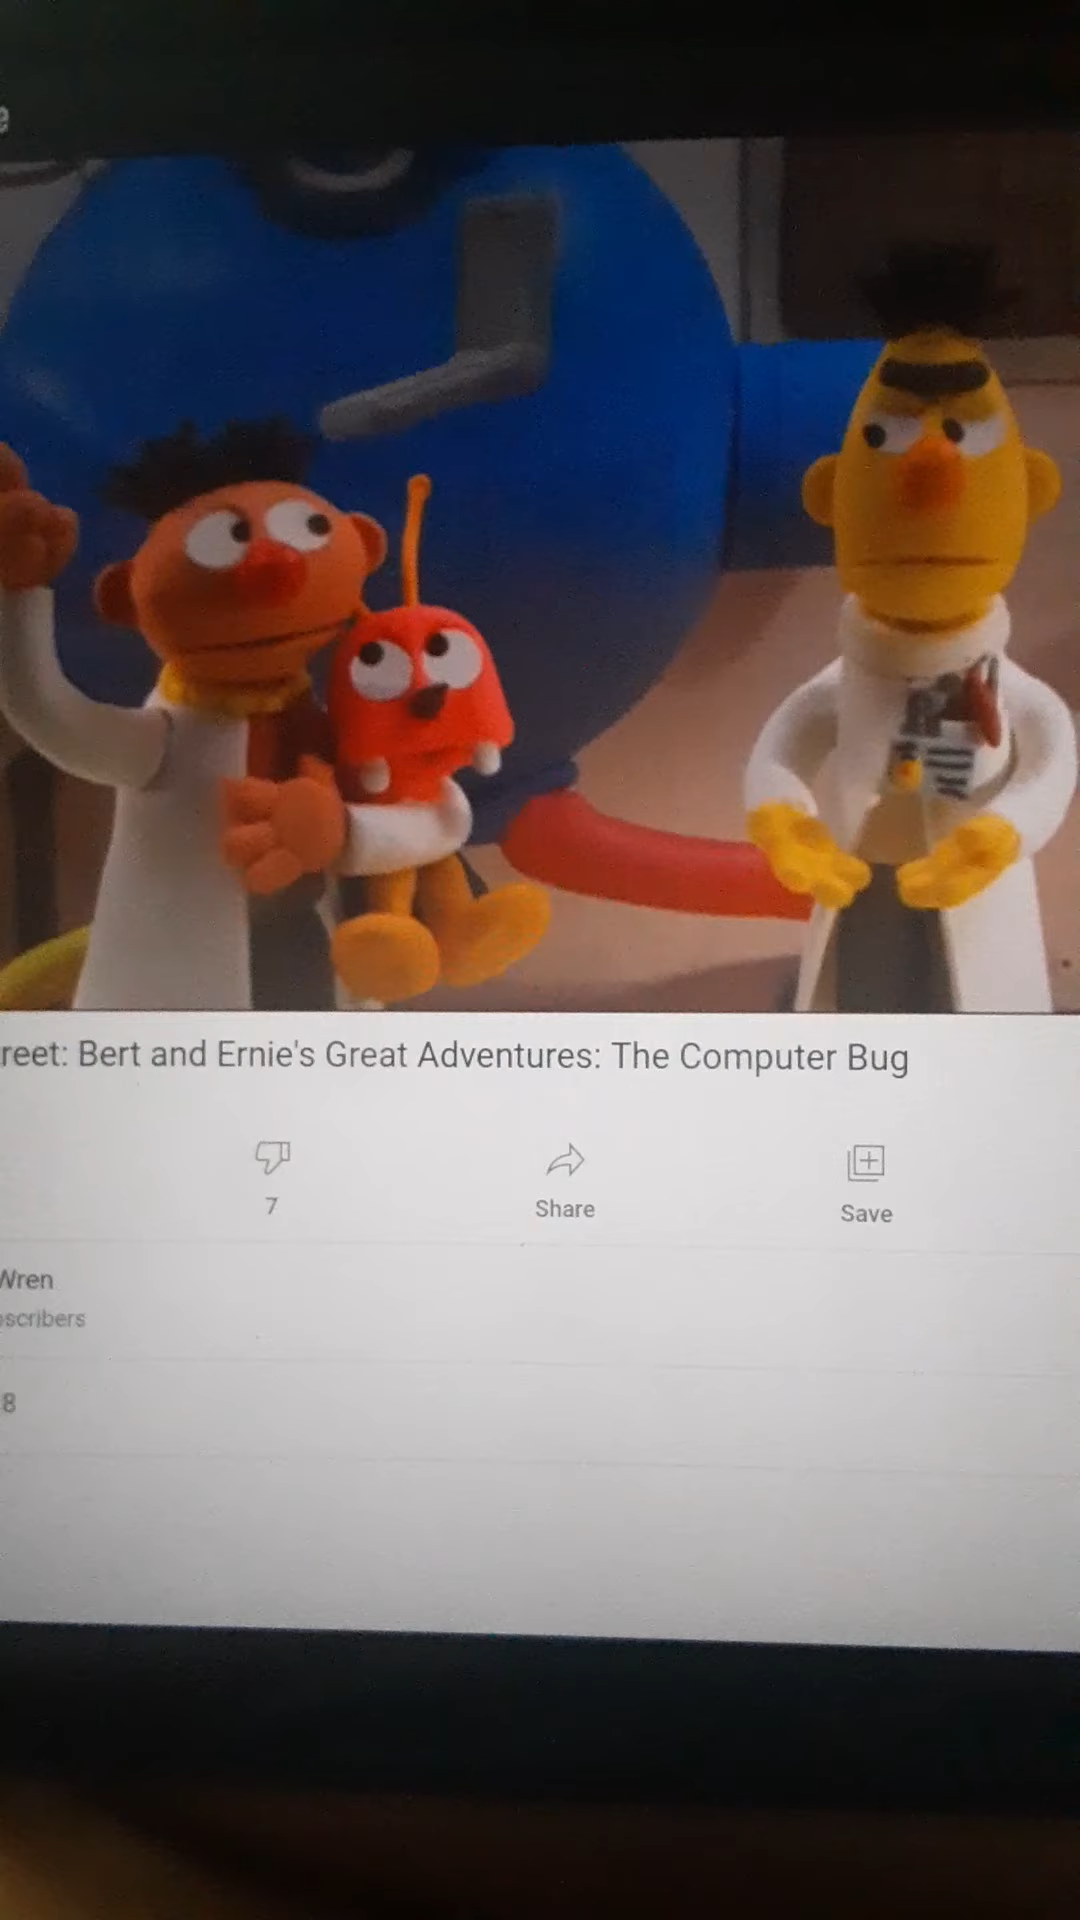 e
reet: Bert and Ernie's Great Adventures: The Computer Bug
7
Share
Save
Wren
scribers
8